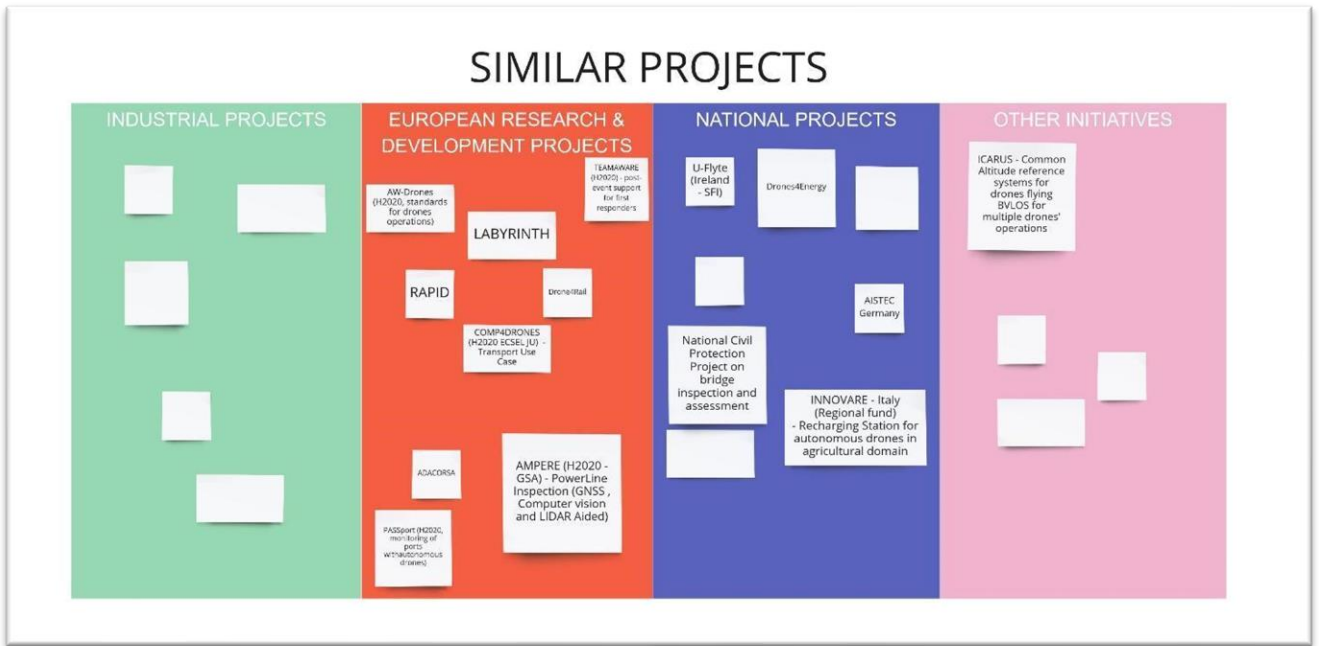 SIMILAR PROJECTS
INDUSTRIAL PROJECTS
EUROPEAN RESEARCH &
DEVELOPMENT PROJECTS
TEAMAWARE
(H2020) - post-
event support
for first
responders
AW-Drones
(H2020, standards
for drones
operations)
LABYRINTH
RAPID
Drone4Rail
COMP4DRONES
(H2020 ECSEL JU) -
Transport Use
Case
ADACORSA
AMPERE (H2020 -
GSA) - PowerLine
Inspection (GNSS ,
Computer vision
and LIDAR Aided)
PASSport (H2020,
monitoring of
ports
withautonomous
drones)
NATIONAL PROJECTS
U-Flyte
(Ireland
- SFI)
Drones4Energy
AISTEC
Germany
National Civil
Protection
Project on
bridge
inspection and
assessment
INNOVARE - Italy
(Regional fund)
- Recharging Station for
autonomous drones in
agricultural domain
OTHER INITIATIVES
ICARUS - Common
Altitude reference
systems for
drones flying
BVLOS for
multiple drones'
operations